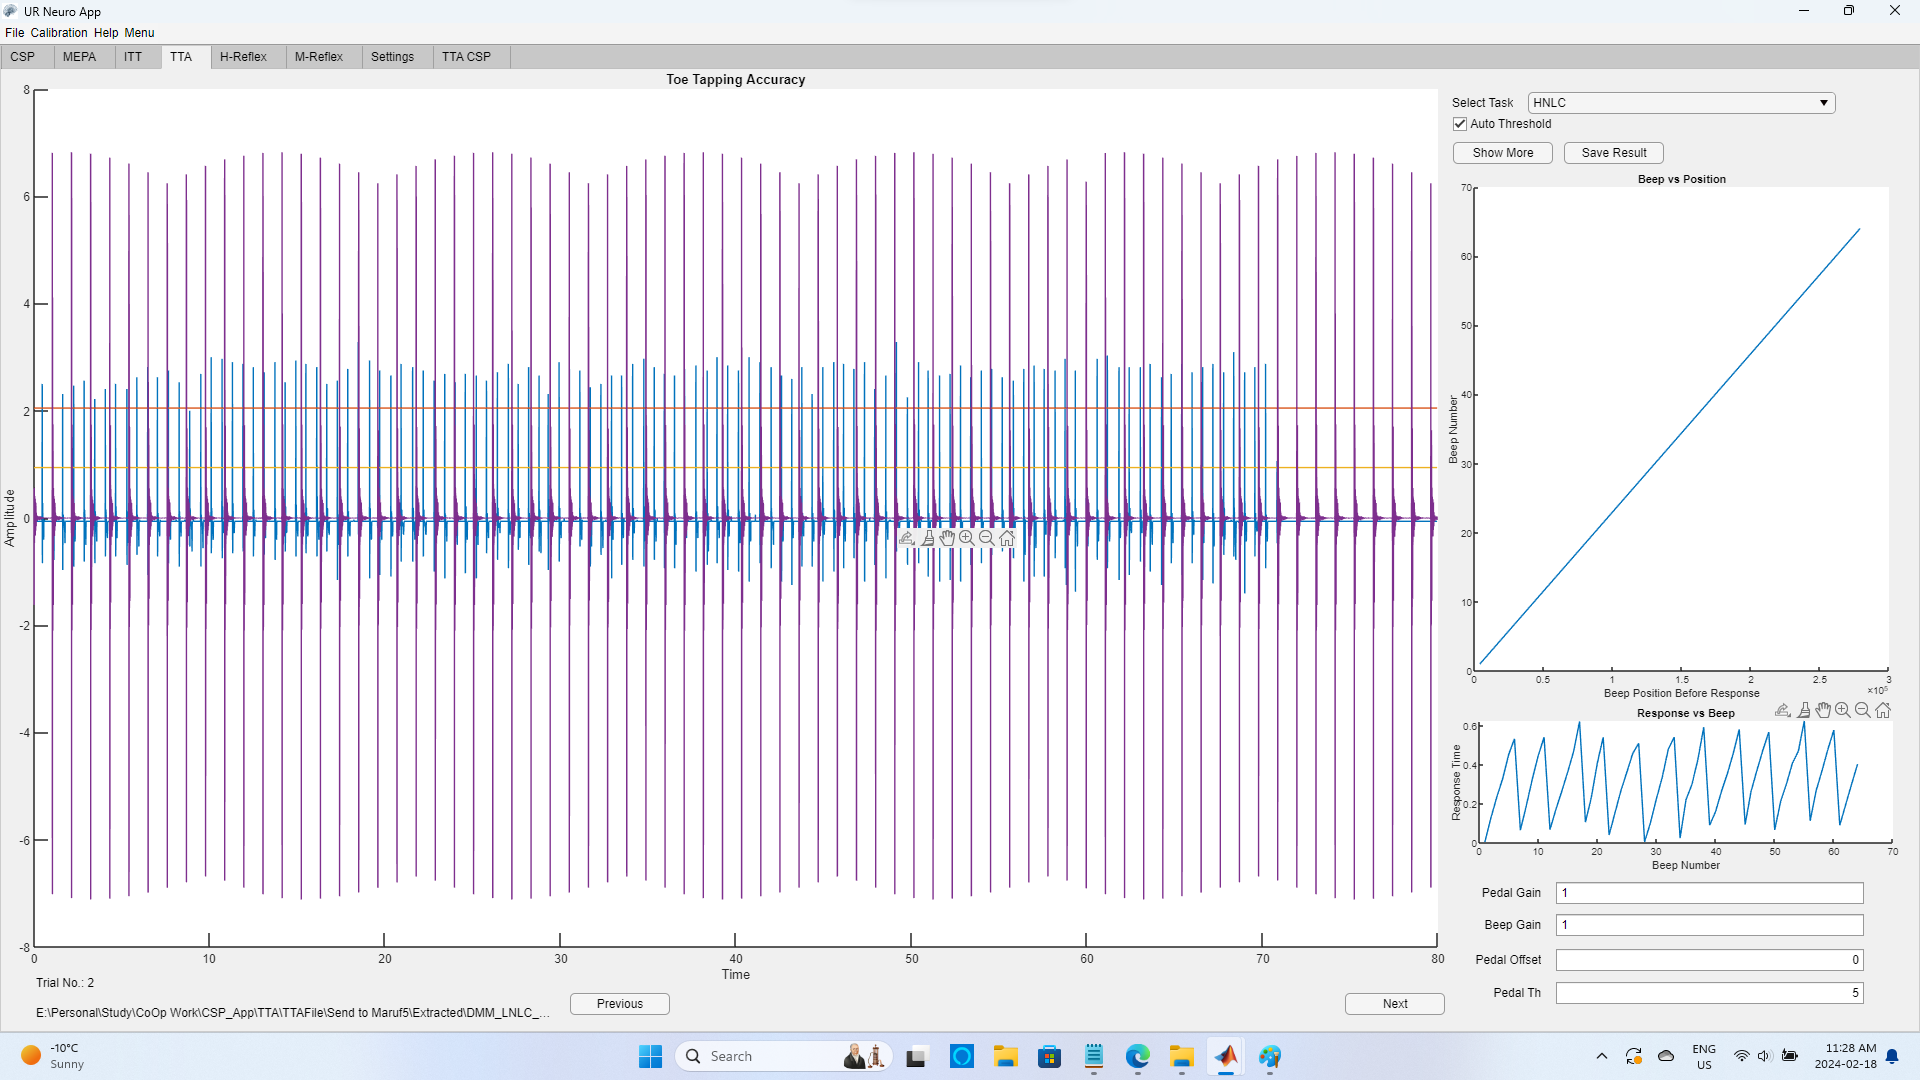 UR Neuro App
File Calibration Help Menu
CSP MEPA ITT TTA H-Reflex M-Reflex Settings TTA CSP
Toe Tapping Accuracy
8
6
4
2
0
-2
-4
-6
-8
Amplitude
0 10 20 30 40 50 60 70 80
Time
Trial No.: 2
E:\Personal\Study\CoOp Work\CSP_App\TTA\TTAFile\Send to Maruf5\Extracted\DMM_LNLC_...
Previous
Next
Select Task HNLC
Auto Threshold
Show More Save Result
Beep vs Position
70
60
50
40
30
20
10
0
Beep Number
0 0.5 1 1.5 2 2.5 3
×10⁵
Beep Position Before Response
Response vs Beep
0.6
0.4
0.2
0
Response Time
0 10 20 30 40 50 60 70
Beep Number
Pedal Gain 1
Beep Gain 1
Pedal Offset 0
Pedal Th 5
-10°C
Sunny
Search
ENG
US
11:28 AM
2024-02-18